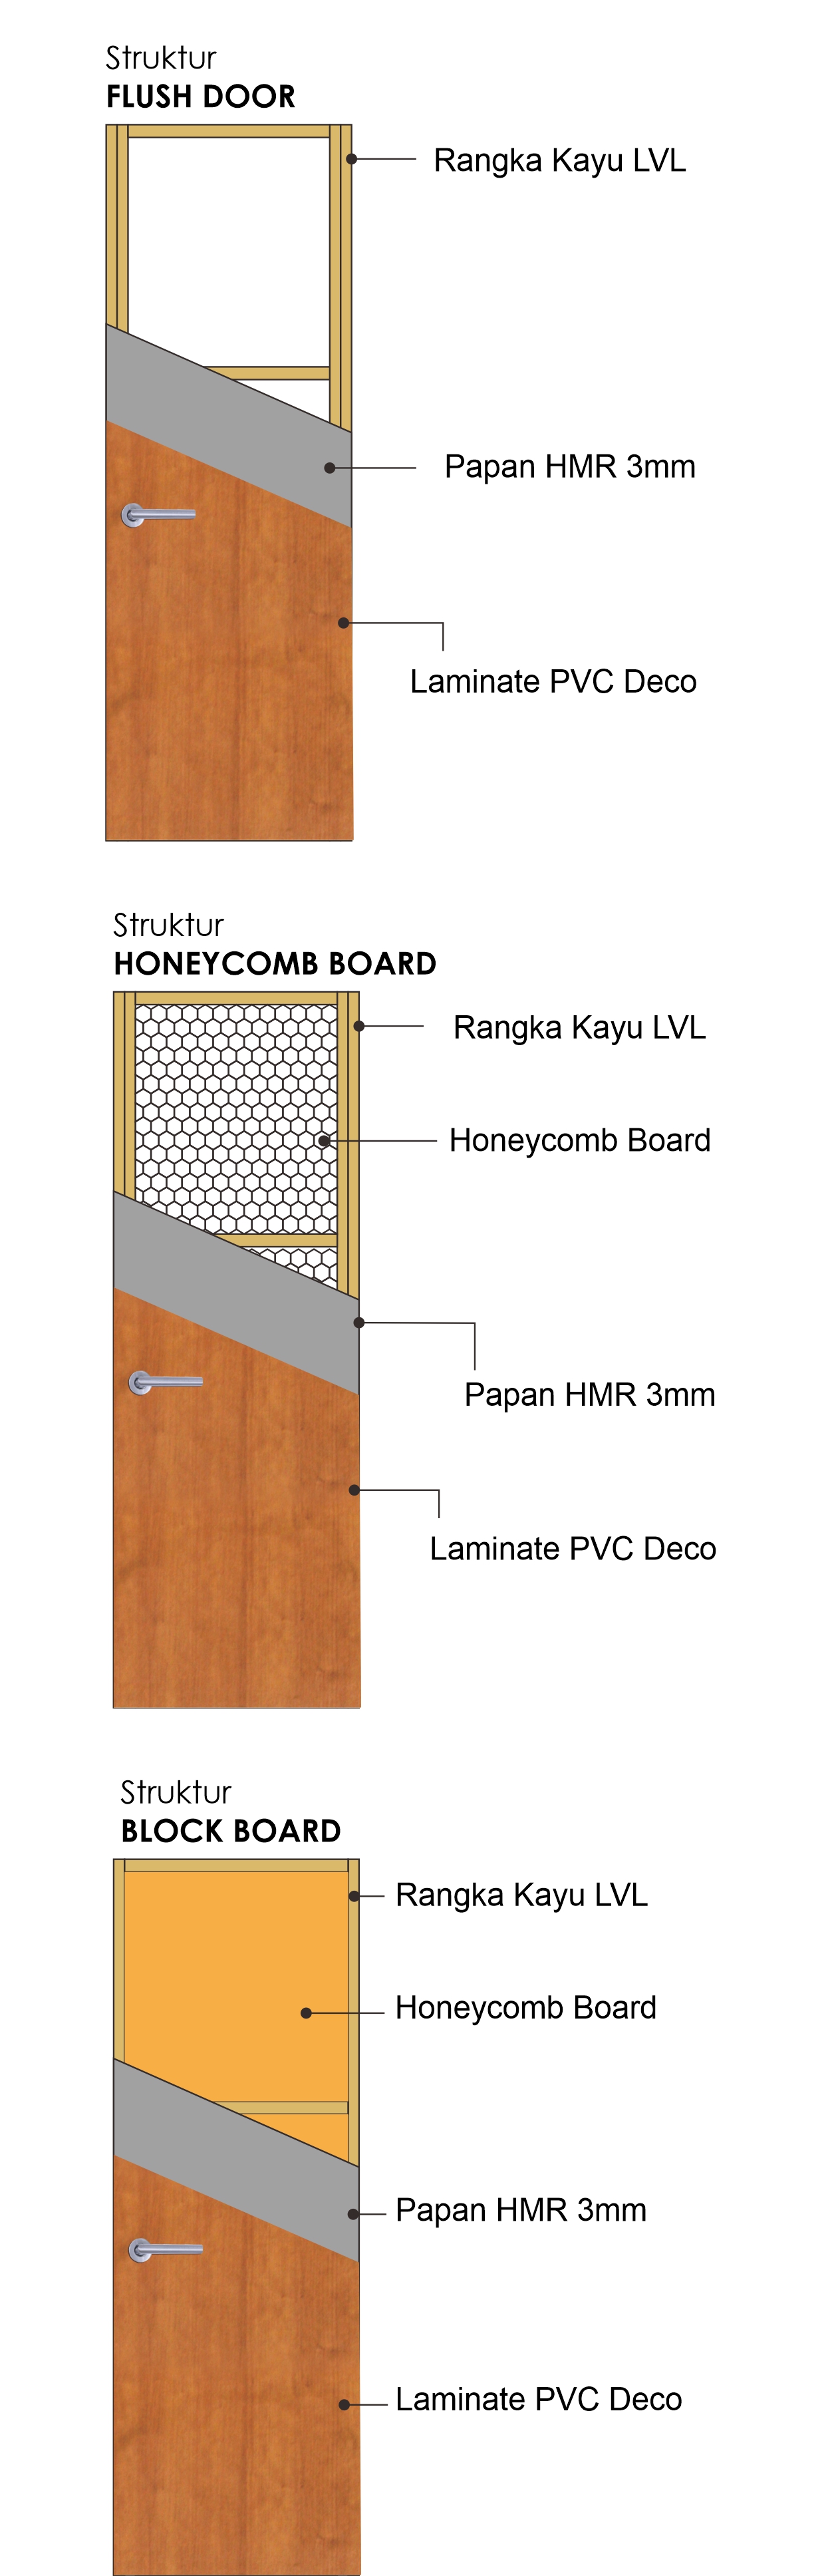 Struktur
FLUSH DOOR
Rangka Kayu LVL
Papan HMR 3mm
Laminate PVC Deco
Struktur
HONEYCOMB BOARD
Rangka Kayu LVL
Honeycomb Board
Papan HMR 3mm
Laminate PVC Deco
Struktur
BLOCK BOARD
Rangka Kayu LVL
Honeycomb Board
Papan HMR 3mm
Laminate PVC Deco